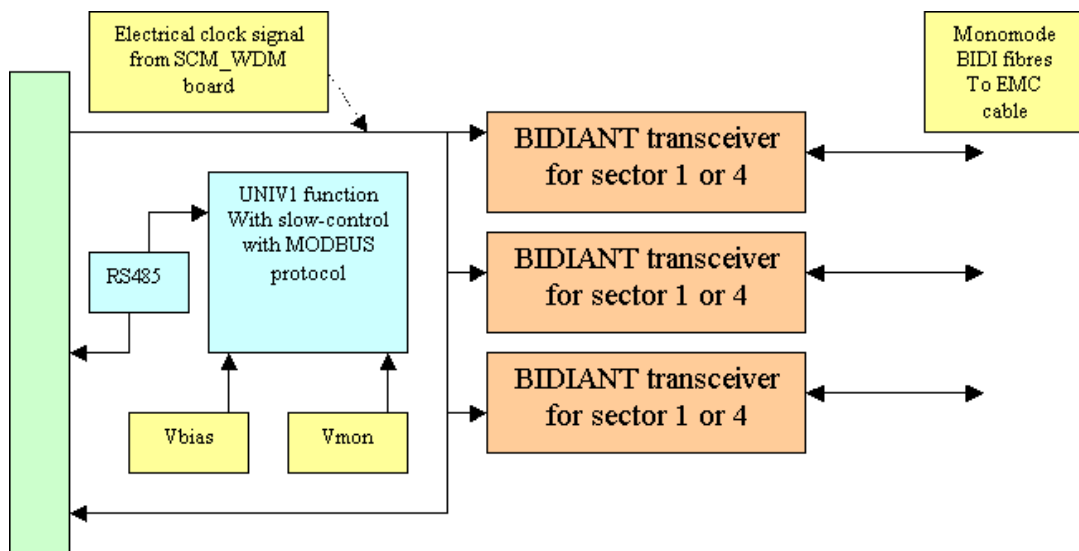 Electrical clock signal
from SCM_WDM
board
Monomode
BIDI fibres
To EMC
cable
BIDIANT transceiver
for sector 1 or 4
UNIV1 function
With slow-control
with MODBUS
protocol
RS485
BIDIANT transceiver
for sector 1 or 4
BIDIANT transceiver
for sector 1 or 4
Vbias
Vmon